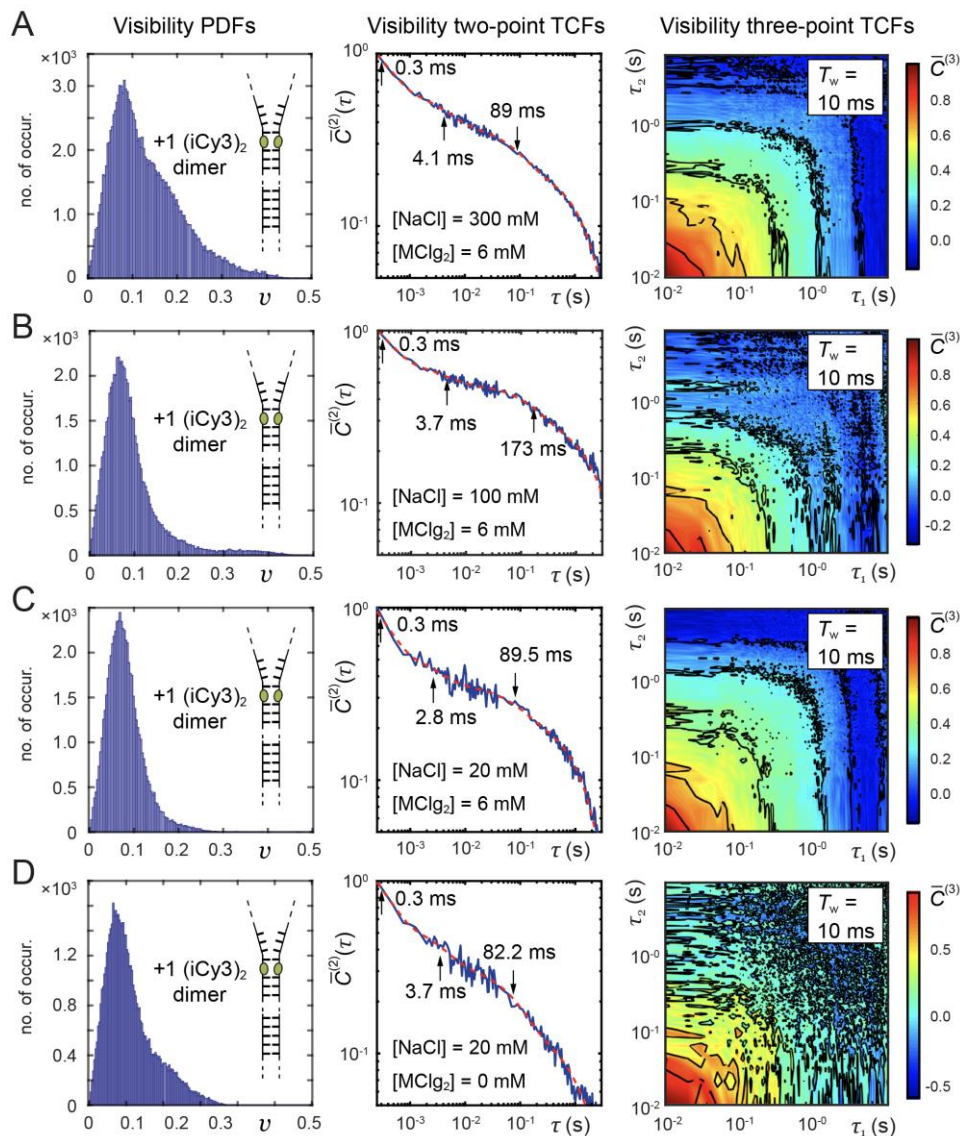 Visibility PDFs
Visibility two-point TCFs
Visibility three-point TCFs
A
×10³
3.0
2.0
1.0
0
no. of occur.
+1 (iCy3)₂
dimer
0 0.1 0.2 0.3 υ 0.5
10⁰
10⁻¹
C̅⁽²⁾(τ)
0.3 ms
4.1 ms
89 ms
[NaCl] = 300 mM
[MClg₂] = 6 mM
10⁻³ 10⁻² 10⁻¹ τ (s)
τ₂ (s)
10⁻⁰
10⁻¹
10⁻²
T_w =
10 ms
10⁻² 10⁻¹ 10⁻⁰ τ₁ (s)
C̅⁽³⁾
0.8
0.6
0.4
0.2
0.0
B
×10³
2.0
1.5
1.0
0.5
0
no. of occur.
+1 (iCy3)₂
dimer
0 0.1 0.2 0.3 υ 0.5
10⁰
10⁻¹
C̅⁽²⁾(τ)
0.3 ms
3.7 ms
173 ms
[NaCl] = 100 mM
[MClg₂] = 6 mM
10⁻³ 10⁻² 10⁻¹ τ (s)
τ₂ (s)
10⁻⁰
10⁻¹
10⁻²
T_w =
10 ms
10⁻² 10⁻¹ 10⁻⁰ τ₁ (s)
C̅⁽³⁾
0.8
0.6
0.4
0.2
0.0
-0.2
C
×10³
2.0
1.5
1.0
0.5
0
no. of occur.
+1 (iCy3)₂
dimer
0 0.1 0.2 0.3 υ 0.5
10⁰
10⁻¹
C̅⁽²⁾(τ)
0.3 ms
2.8 ms
89.5 ms
[NaCl] = 20 mM
[MClg₂] = 6 mM
10⁻³ 10⁻² 10⁻¹ τ (s)
τ₂ (s)
10⁻⁰
10⁻¹
10⁻²
T_w =
10 ms
10⁻² 10⁻¹ 10⁻⁰ τ₁ (s)
C̅⁽³⁾
0.8
0.6
0.4
0.2
0.0
D
×10³
1.2
0.8
0.4
0
no. of occur.
+1 (iCy3)₂
dimer
0 0.1 0.2 0.3 υ 0.5
10⁰
10⁻¹
C̅⁽²⁾(τ)
0.3 ms
3.7 ms
82.2 ms
[NaCl] = 20 mM
[MClg₂] = 0 mM
10⁻³ 10⁻² 10⁻¹ τ (s)
τ₂ (s)
10⁻⁰
10⁻¹
10⁻²
T_w =
10 ms
10⁻² 10⁻¹ 10⁻⁰ τ₁ (s)
C̅⁽³⁾
0.5
0.0
-0.5